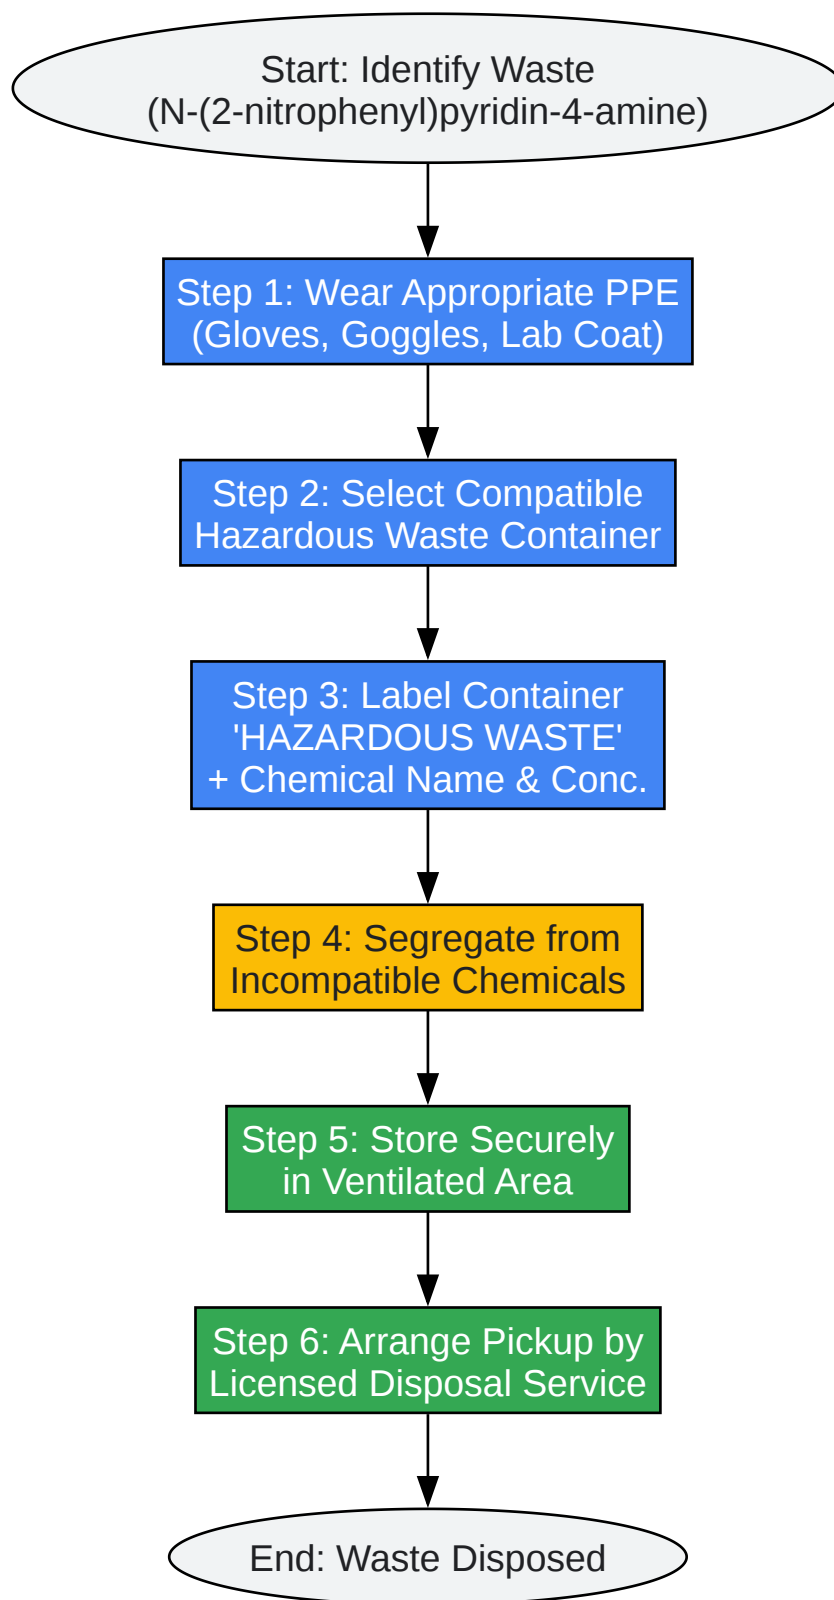 Start: Identify Waste
(N-(2-nitrophenyl)pyridin-4-amine)
Step 1: Wear Appropriate PPE
(Gloves, Goggles, Lab Coat)
Step 2: Select Compatible
Hazardous Waste Container
Step 3: Label Container
'HAZARDOUS WASTE'
+ Chemical Name & Conc.
Step 4: Segregate from
Incompatible Chemicals
Step 5: Store Securely
in Ventilated Area
Step 6: Arrange Pickup by
Licensed Disposal Service
End: Waste Disposed